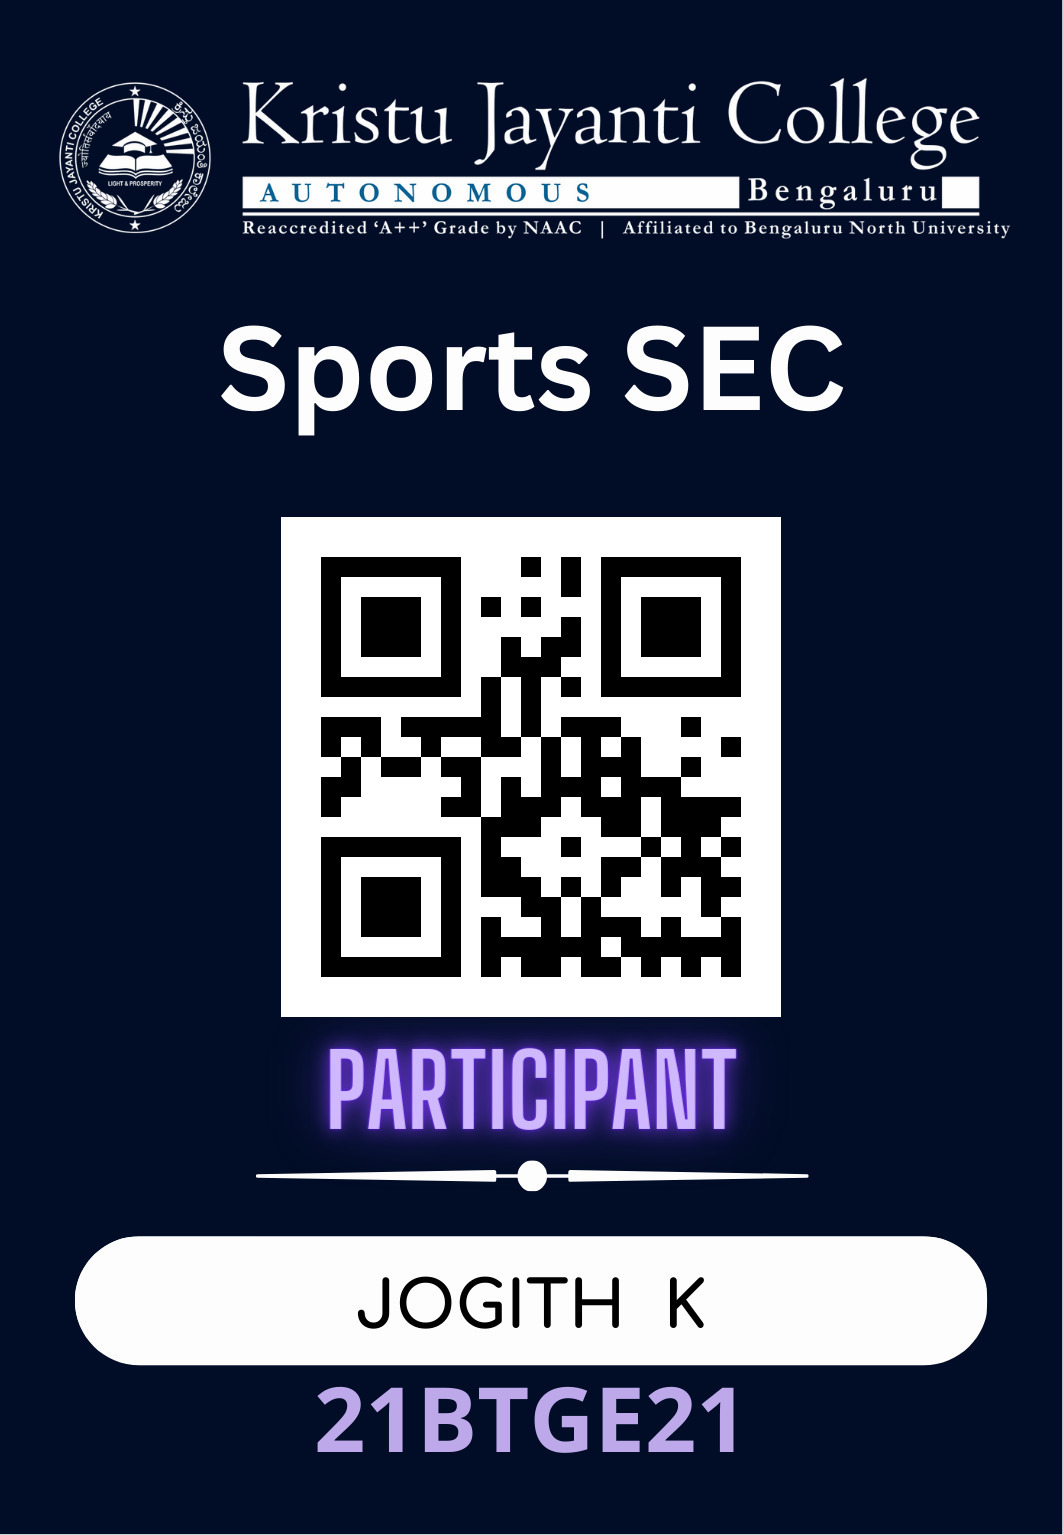 KRISTU JAYANTI COLLEGE
LIGHT & PROSPERITY
Kristu Jayanti College
AUTONOMOUS Bengaluru
Reaccredited ‘A++’ Grade by NAAC | Affiliated to Bengaluru North University
Sports SEC
PARTICIPANT
JOGITH K
21BTGE21